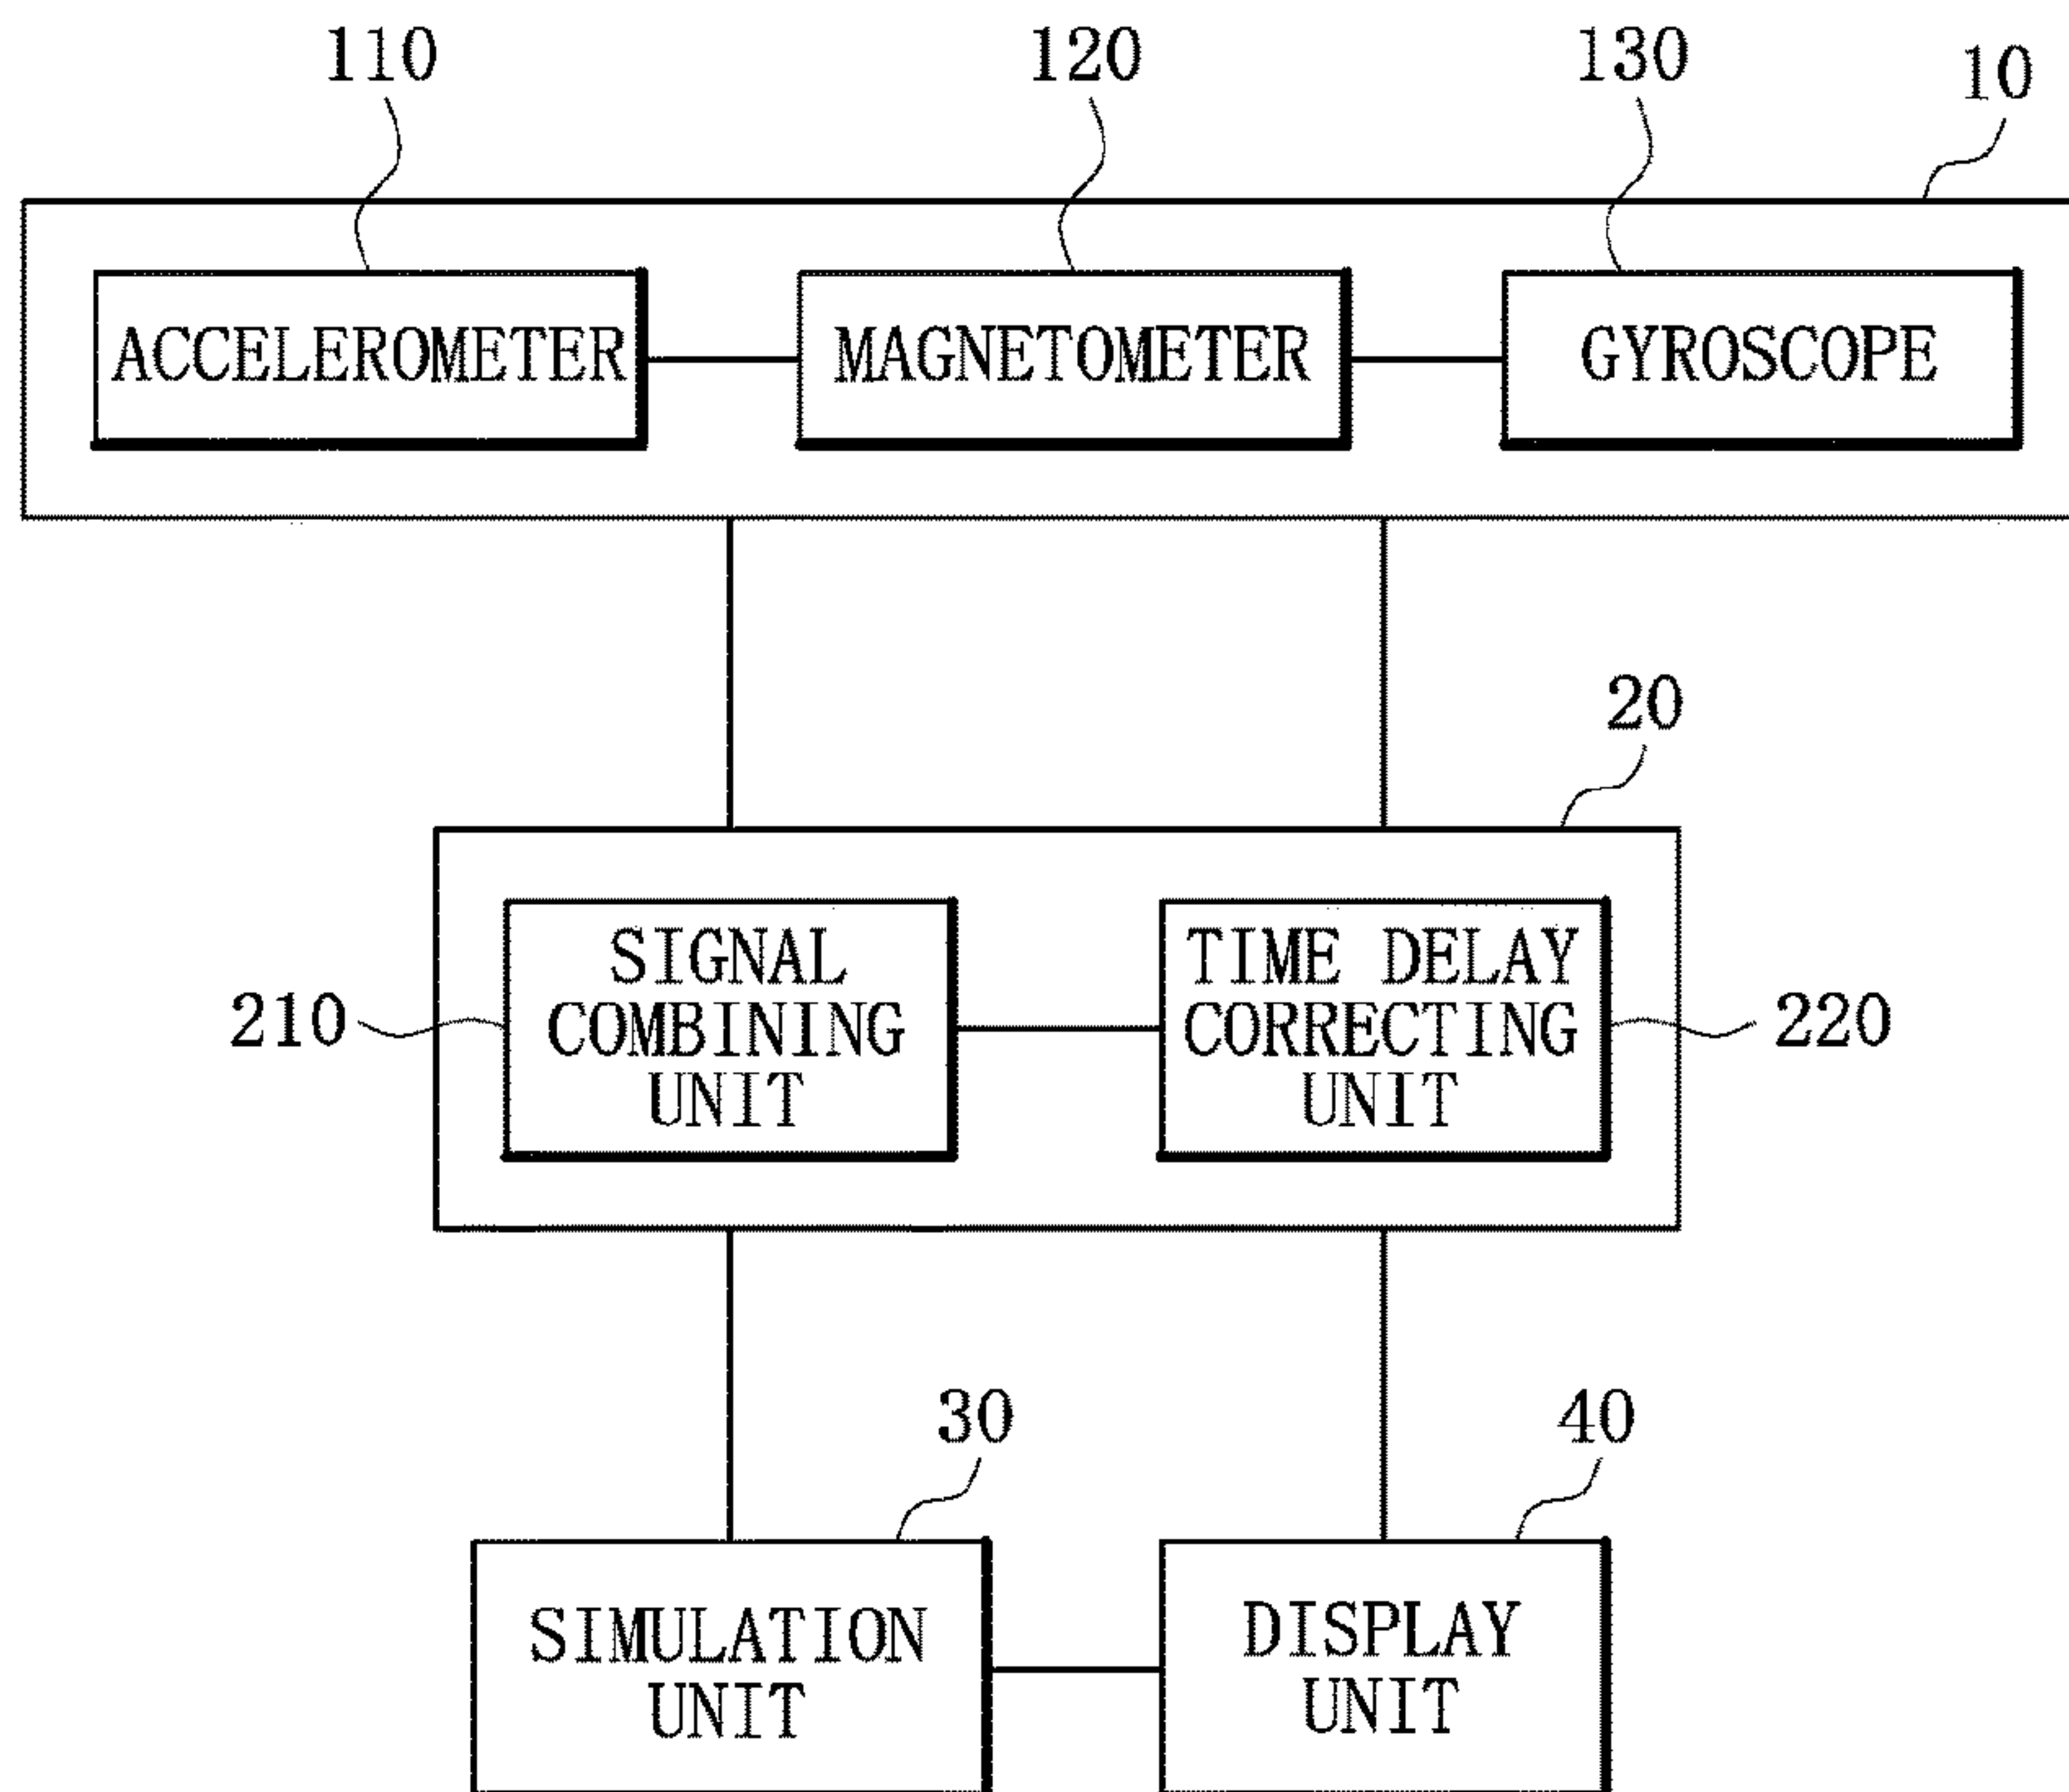 110
120
130
10
ACCELEROMETER
MAGNETOMETER
GYROSCOPE
20
210
SIGNAL
COMBINING
UNIT
TIME DELAY
CORRECTING
UNIT
220
30
40
SIMULATION
UNIT
DISPLAY
UNIT